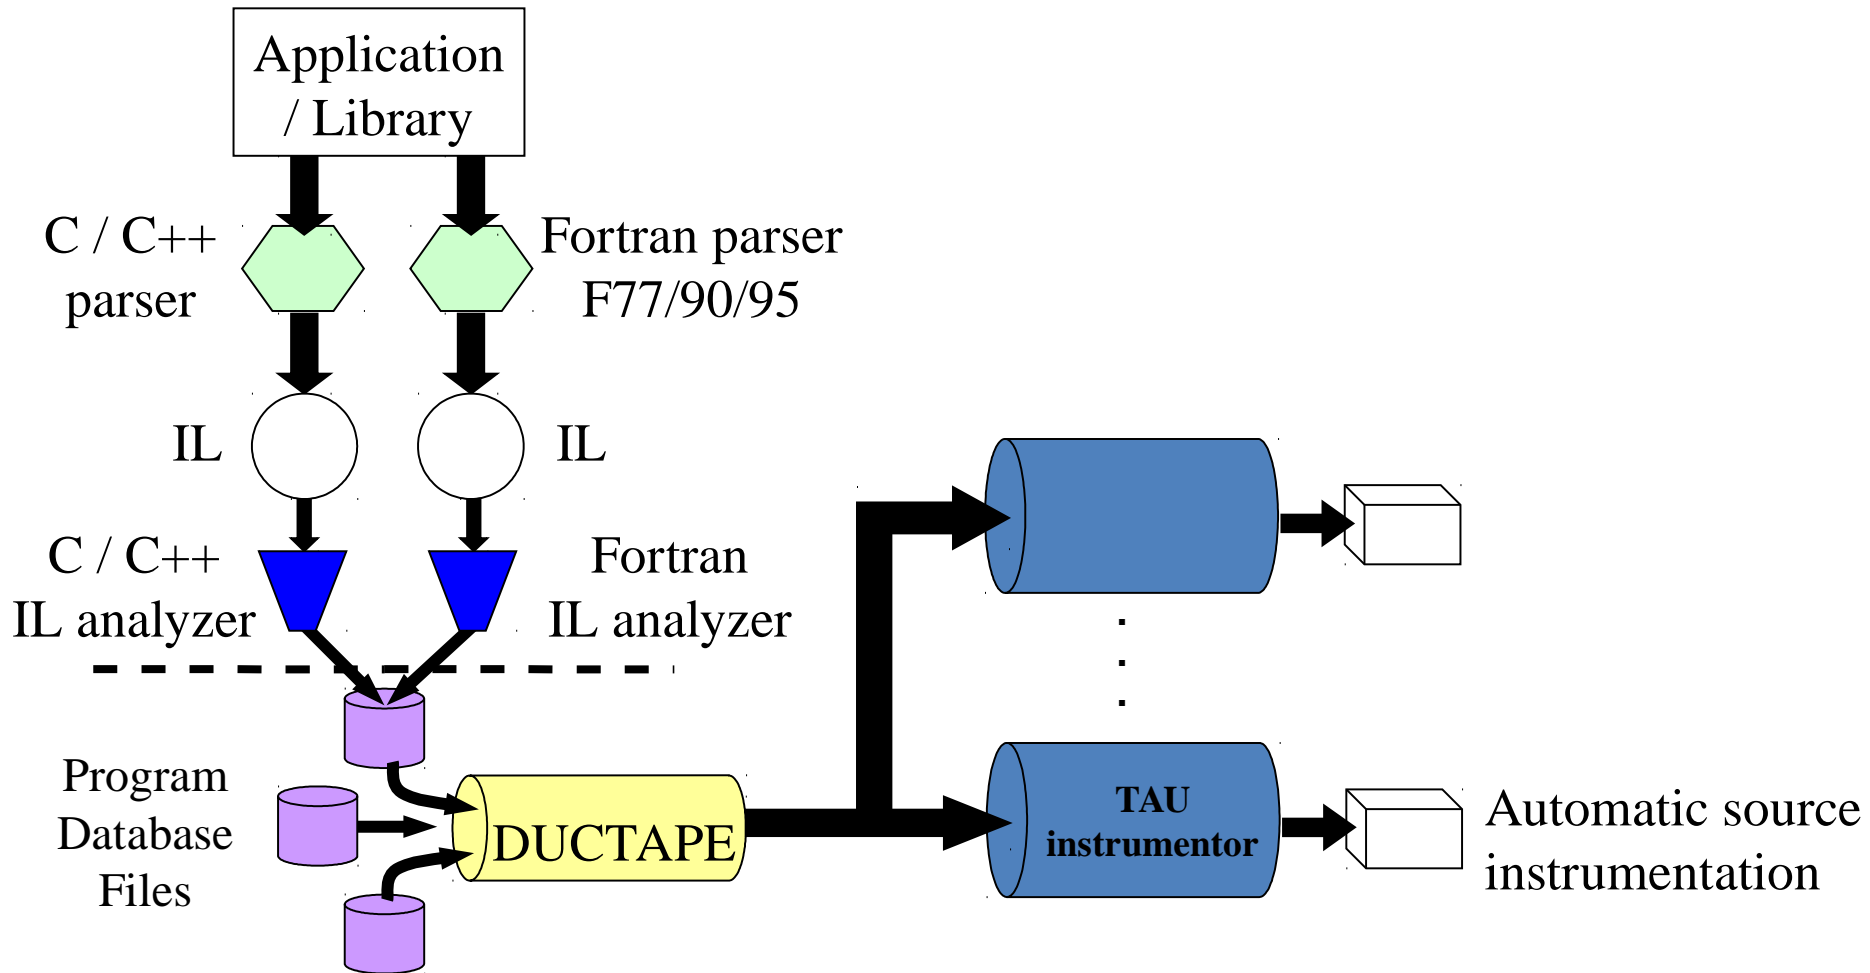 Application
/ Library
C / C++
parser
Fortran parser
F77/90/95
IL
IL
C / C++
IL analyzer
Fortran
IL analyzer
Program
Database
Files
DUCTAPE
TAU
instrumentor
Automatic source
instrumentation